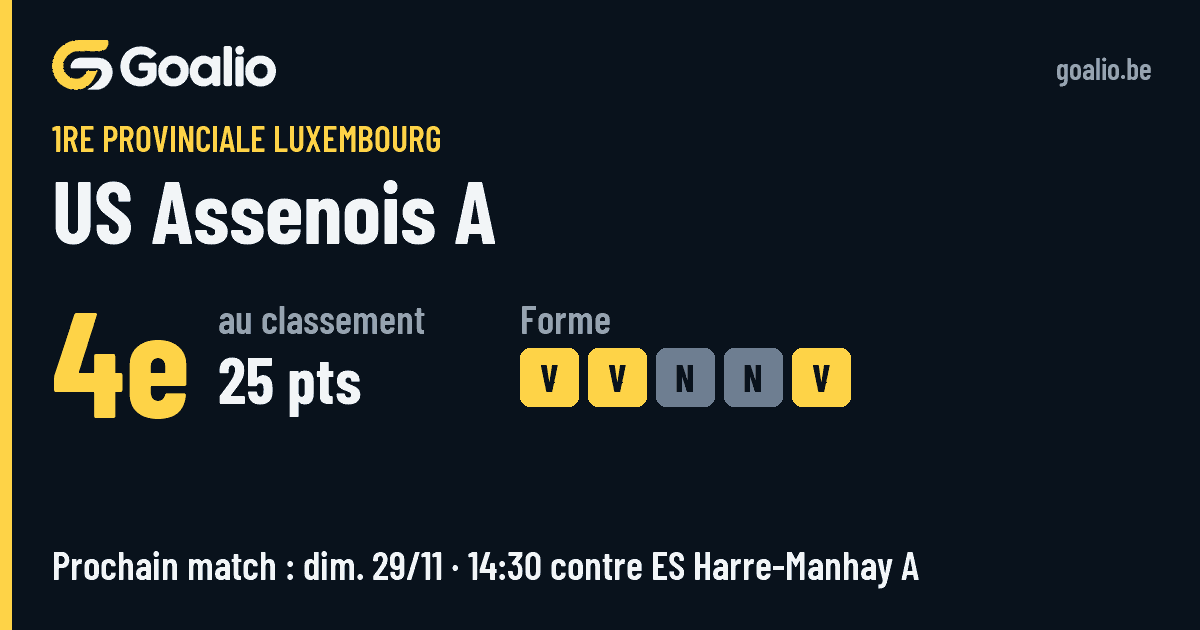 Goalio
goalio.be
1RE PROVINCIALE LUXEMBOURG
US Assenois A
4e
au classement
25 pts
Forme
V V N N V
Prochain match : dim. 29/11 · 14:30 contre ES Harre-Manhay A